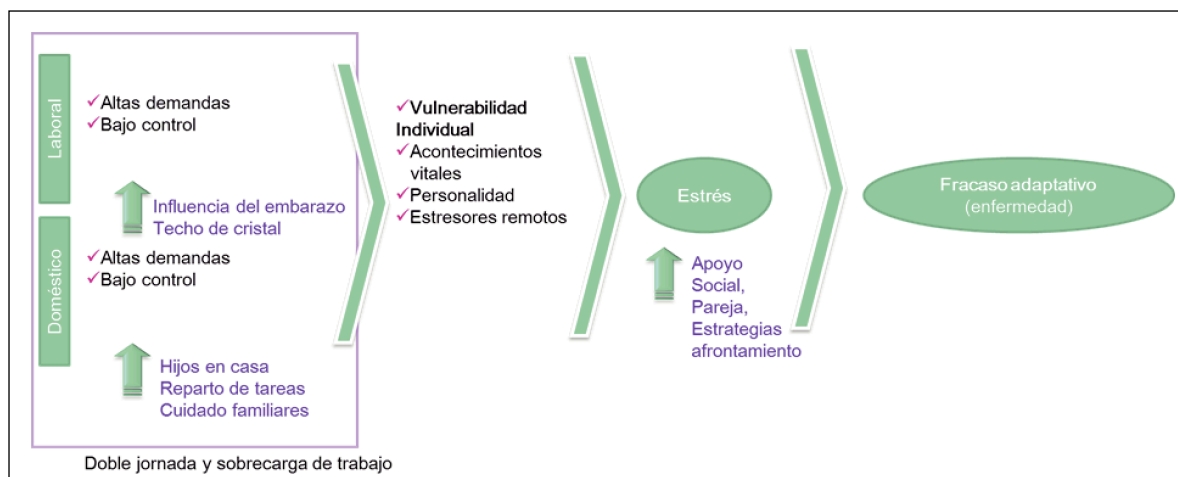 Laboral
✓Altas demandas
✓Bajo control
Influencia del embarazo
Techo de cristal
Doméstico
✓Altas demandas
✓Bajo control
Hijos en casa
Reparto de tareas
Cuidado familiares
Doble jornada y sobrecarga de trabajo
✓Vulnerabilidad
Individual
✓Acontecimientos
vitales
✓Personalidad
✓Estresores remotos
Estrés
Apoyo
Social,
Pareja,
Estrategias
afrontamiento
Fracaso adaptativo
(enfermedad)